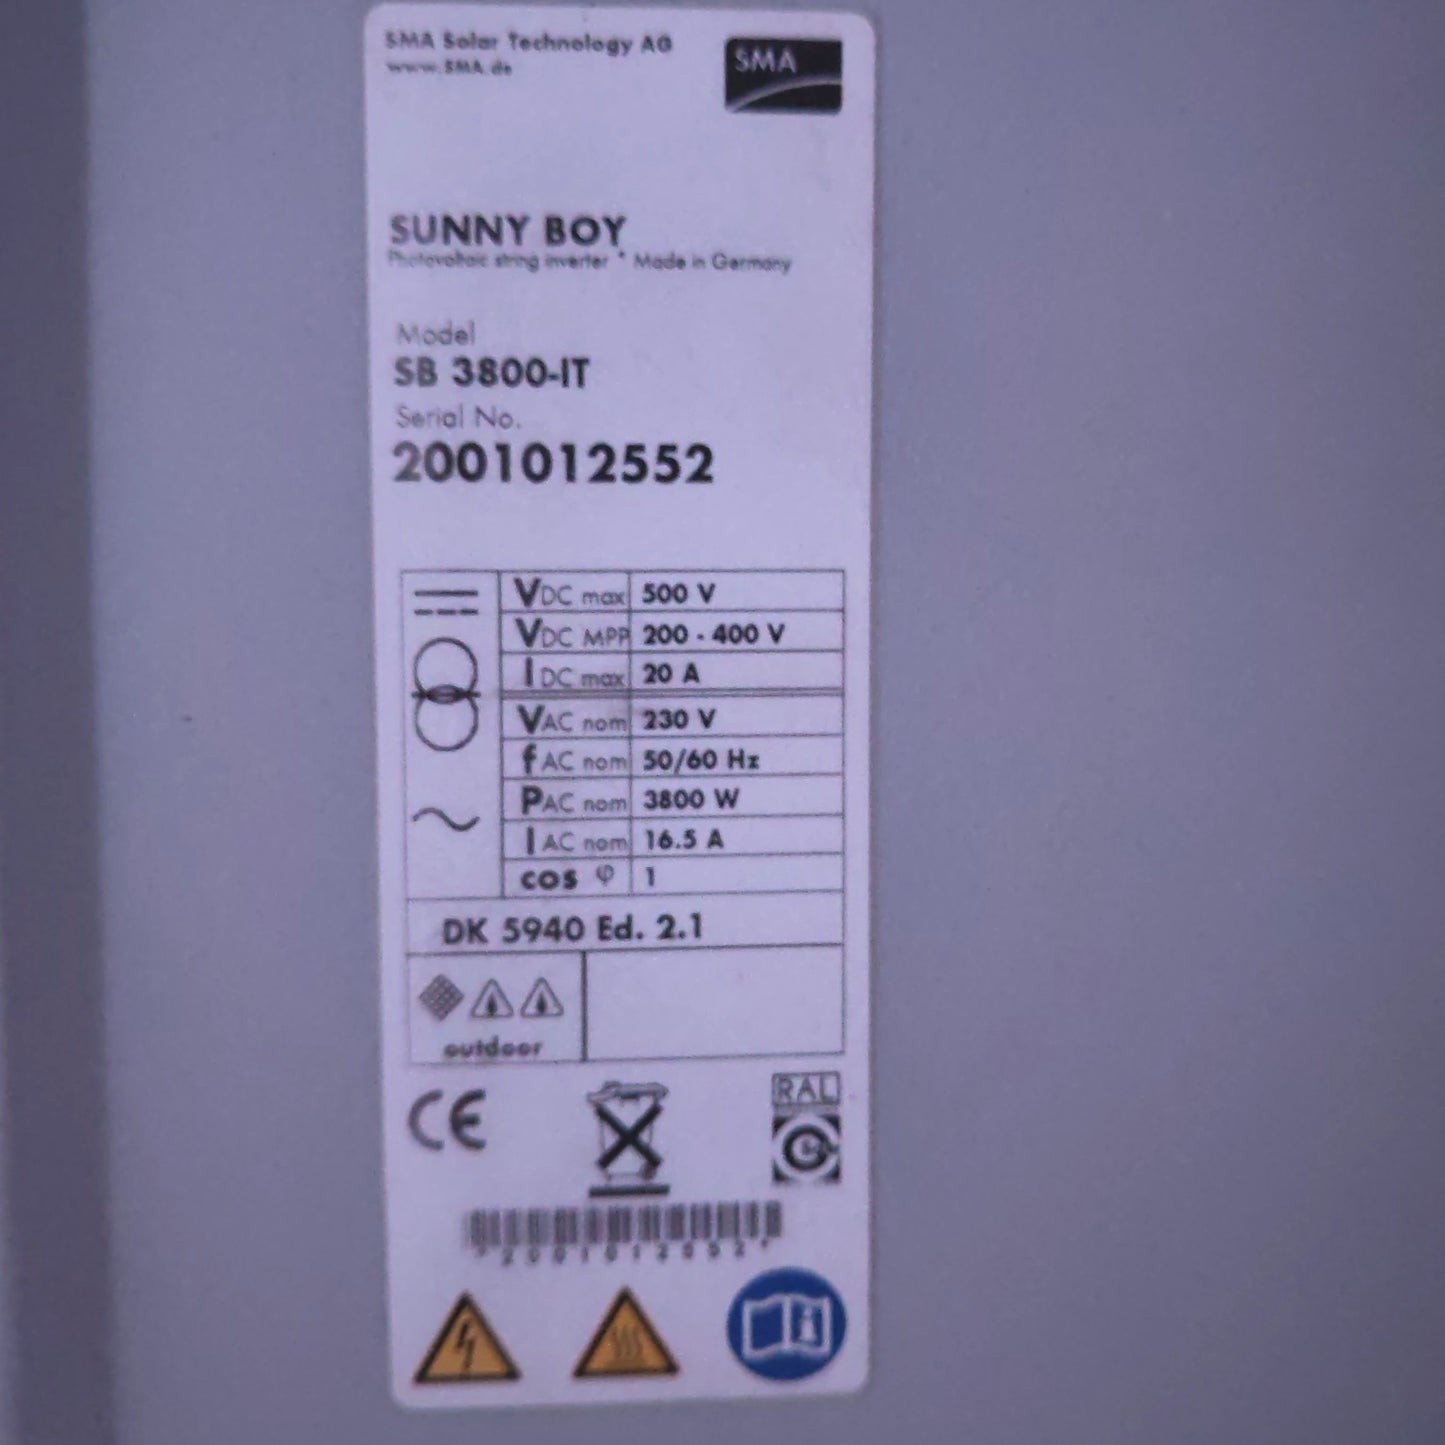 SMA Solar Technology AG
www.SMA.de
SMA
SUNNY BOY
Photovoltaic string inverter * Made in Germany
Model
SB 3800-IT
Serial No.
2001012552
VDC max 500 V
VDC MPP 200 - 400 V
IDC max 20 A
VAC nom 230 V
fAC nom 50/60 Hz
PAC nom 3800 W
IAC nom 16.5 A
cos φ 1
DK 5940 Ed. 2.1
outdoor
CE
RAL
*2001012552*